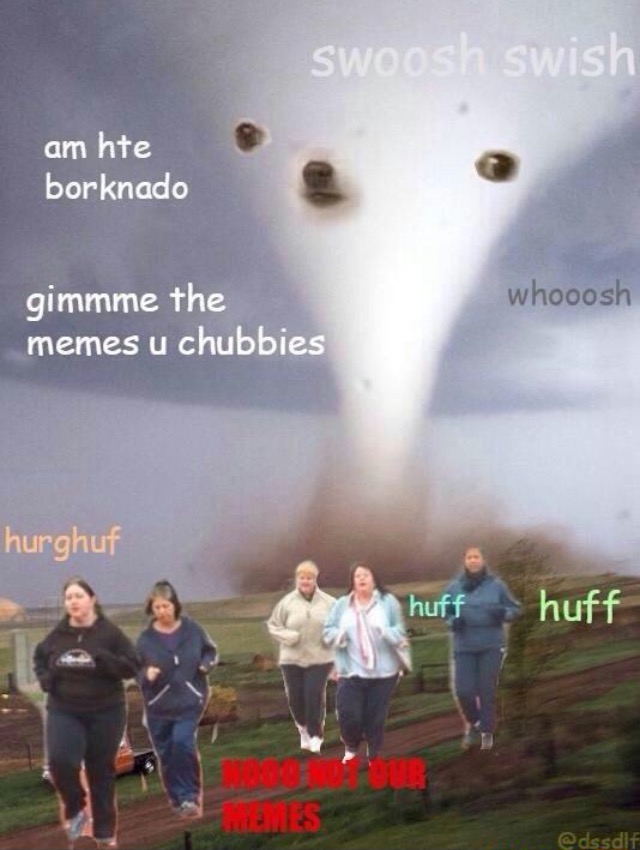 swoosh swish
am hte
borknado
gimmme the
memes u chubbies
whooosh
hurghuf
huff
huff
NOOO NOT OUR
MEMES
@dssdlf